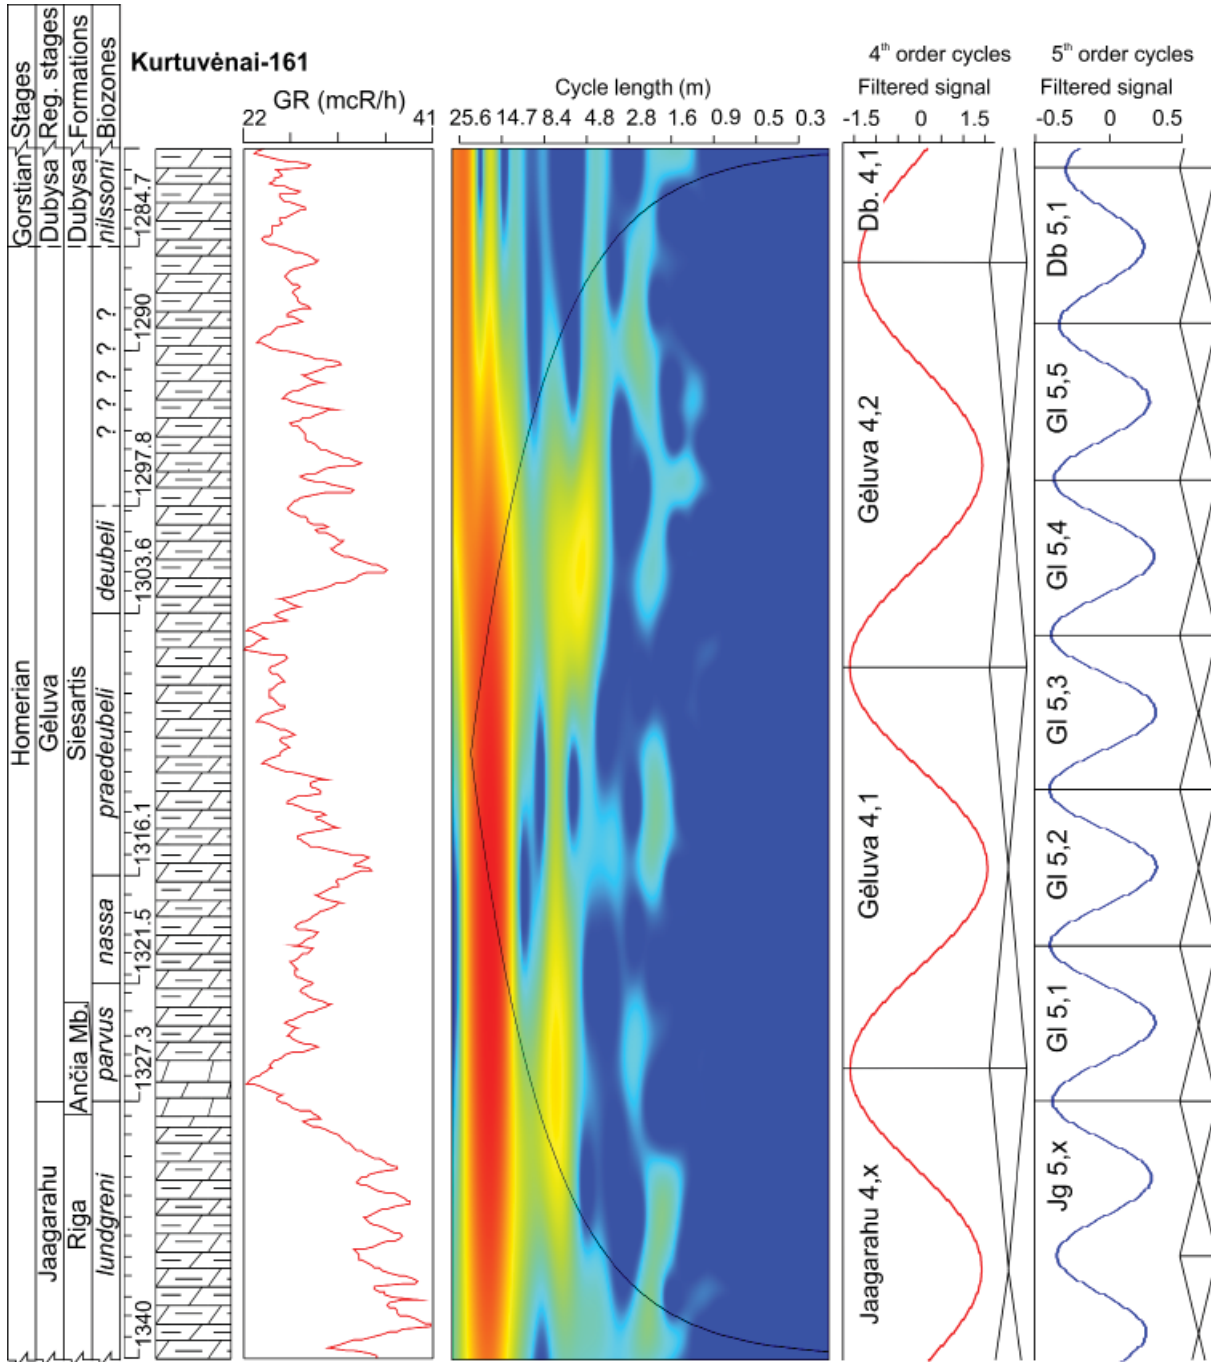 Stages
Reg. stages
Formations
Biozones
Gorstian
Dubysa
Dubysa
nilssoni
Kurtuvėnai-161
GR (mcR/h)
22 41
Cycle length (m)
25.6 14.7 8.4 4.8 2.8 1.6 0.9 0.5 0.3
4th order cycles
Filtered signal
-1.5 0 1.5
5th order cycles
Filtered signal
-0.5 0 0.5
Homerian
Gėluva
Siesartis
? ? ? ? ?
deubeli
praedeubeli
nassa
parvus
Ančia Mb.
Jaagarahu
Riga
lundgreni
1284.7
1290
1297.8
1303.6
1316.1
1321.5
1327.3
1340
Db. 4,1
Gėluva 4,2
Gėluva 4,1
Jaagarahu 4,x
Db 5,1
Gl 5,5
Gl 5,4
Gl 5,3
Gl 5,2
Gl 5,1
Jg 5,x